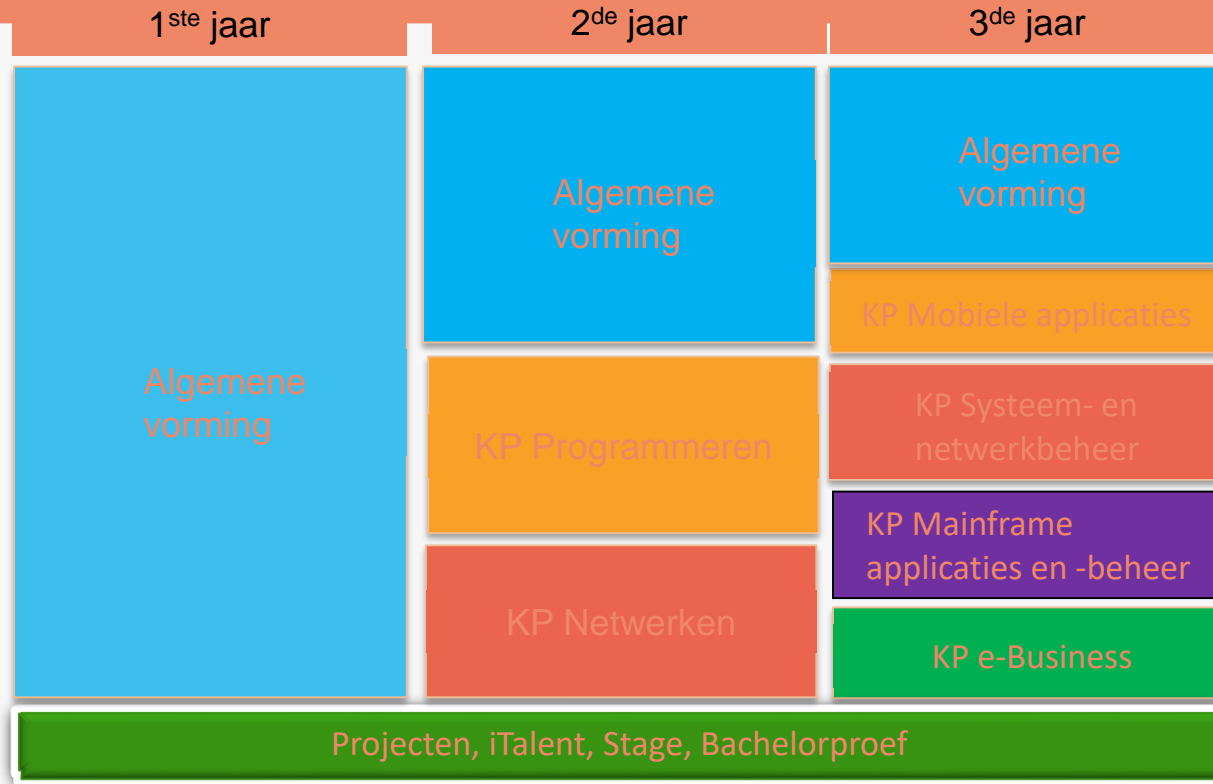 1ste jaar
2de jaar
3de jaar
Algemene
vorming
Algemene
vorming
KP Programmeren
KP Netwerken
Algemene
vorming
KP Mobiele applicaties
KP Systeem- en
netwerkbeheer
KP Mainframe
applicaties en -beheer
KP e-Business
Projecten, iTalent, Stage, Bachelorproef